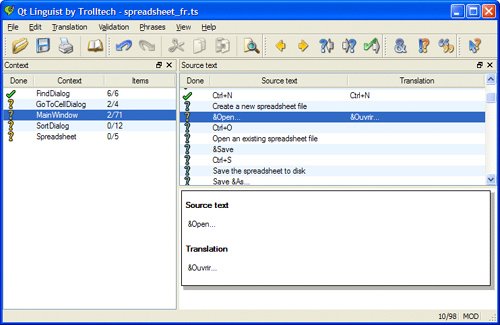 Qt Linguist by Trolltech - spreadsheet_fr.ts
File Edit Translation Validation Phrases View Help
Context
Done Context Items
FindDialog 6/6
GoToCellDialog 2/4
MainWindow 2/71
SortDialog 0/12
Spreadsheet 0/5
Source text
Done Source text Translation
Ctrl+N Ctrl+N
Create a new spreadsheet file
&Open... &Ouvrir...
Ctrl+O
Open an existing spreadsheet file
&Save
Ctrl+S
Save the spreadsheet to disk
Save &As...
Source text
&Open...
Translation
&Ouvrir...
10/98 MOD